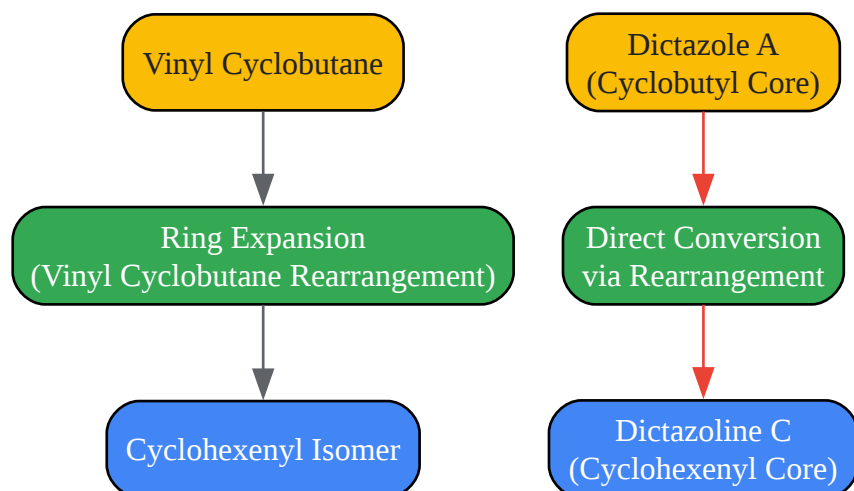 Vinyl Cyclobutane
Ring Expansion
(Vinyl Cyclobutane Rearrangement)
Cyclohexenyl Isomer
Dictazole A
(Cyclobutyl Core)
Direct Conversion
via Rearrangement
Dictazoline C
(Cyclohexenyl Core)